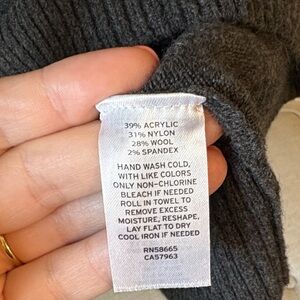 39% ACRYLIC
31% NYLON
28% WOOL
2% SPANDEX
HAND WASH COLD,
WITH LIKE COLORS
ONLY NON-CHLORINE
BLEACH IF NEEDED
ROLL IN TOWEL TO
REMOVE EXCESS
MOISTURE, RESHAPE,
LAY FLAT TO DRY
COOL IRON IF NEEDED
RN58665
CA57963